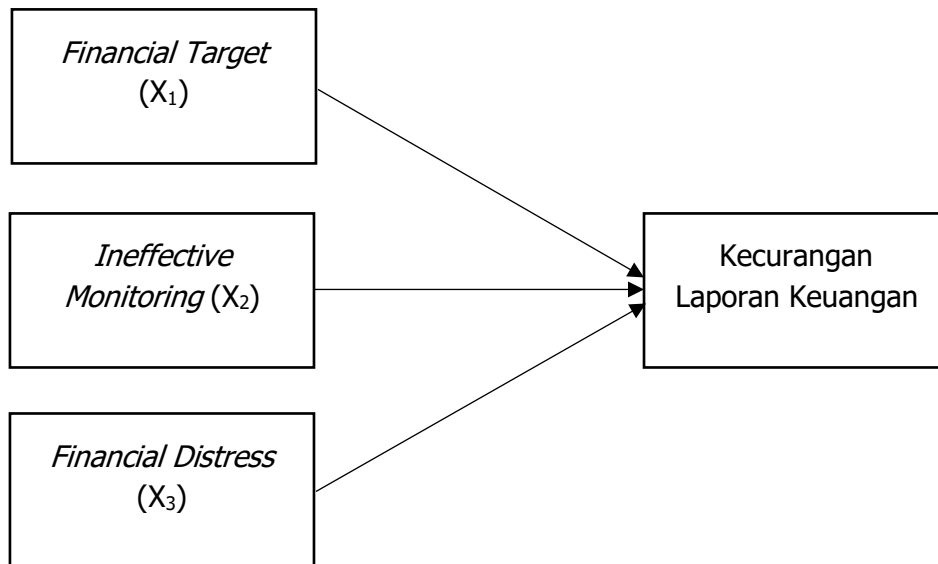 Financial Target
(X₁)
Ineffective
Monitoring (X₂)
Financial Distress
(X₃)
Kecurangan
Laporan Keuangan